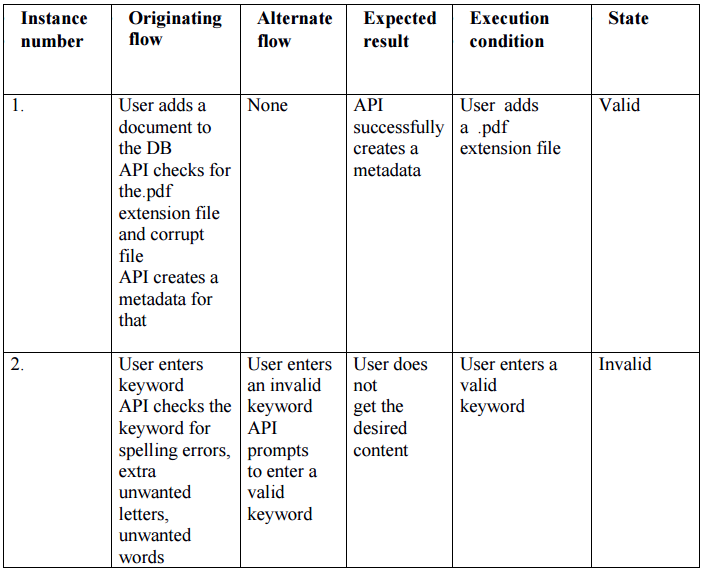 Instance number
Originating flow
Alternate flow
Expected result
Execution condition
State
1.
User adds a
document to
the DB
API checks for
the.pdf
extension file
and corrupt
file
API creates a
metadata for
that
None
API
successfully
creates a
metadata
User adds
a .pdf
extension file
Valid
2.
User enters
keyword
API checks the
keyword for
spelling errors,
extra
unwanted
letters,
unwanted
words
User enters
an invalid
keyword
API
prompts
to enter a
valid
keyword
User does
not
get the
desired
content
User enters a
valid
keyword
Invalid